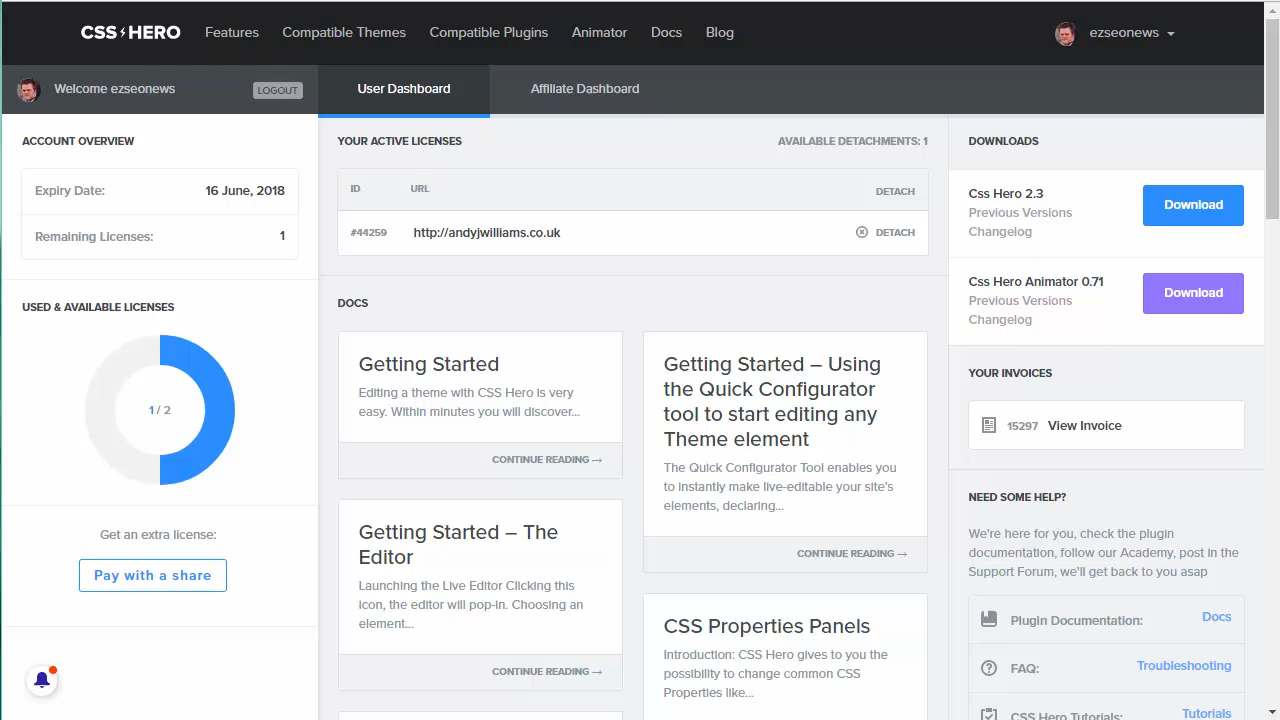 CSS HERO
Features
Compatible Themes
Compatible Plugins
Animator
Docs
Blog
ezseonews
Welcome ezseonews
LOGOUT
User Dashboard
Affiliate Dashboard
ACCOUNT OVERVIEW
Expiry Date: 16 June, 2018
Remaining Licenses: 1
USED & AVAILABLE LICENSES
1 / 2
Get an extra license:
Pay with a share
YOUR ACTIVE LICENSES
AVAILABLE DETACHMENTS: 1
ID URL DETACH
#44259 http://andyjwilliams.co.uk DETACH
DOCS
Getting Started
Editing a theme with CSS Hero is very
easy. Within minutes you will discover...
CONTINUE READING →
Getting Started – The
Editor
Launching the Live Editor Clicking this
icon, the editor will pop-in. Choosing an
element...
CONTINUE READING →
Getting Started – Using
the Quick Configurator
tool to start editing any
Theme element
The Quick Configurator Tool enables you
to instantly make live-editable your site's
elements, declaring...
CONTINUE READING →
CSS Properties Panels
Introduction: CSS Hero gives to you the
possibility to change common CSS
Properties like...
DOWNLOADS
Css Hero 2.3
Previous Versions
Changelog
Download
Css Hero Animator 0.71
Previous Versions
Changelog
Download
YOUR INVOICES
15297 View Invoice
NEED SOME HELP?
We're here for you, check the plugin
documentation, follow our Academy, post in the
Support Forum, we'll get back to you asap
Plugin Documentation: Docs
FAQ: Troubleshooting
CSS Hero Tutorials: Tutorials